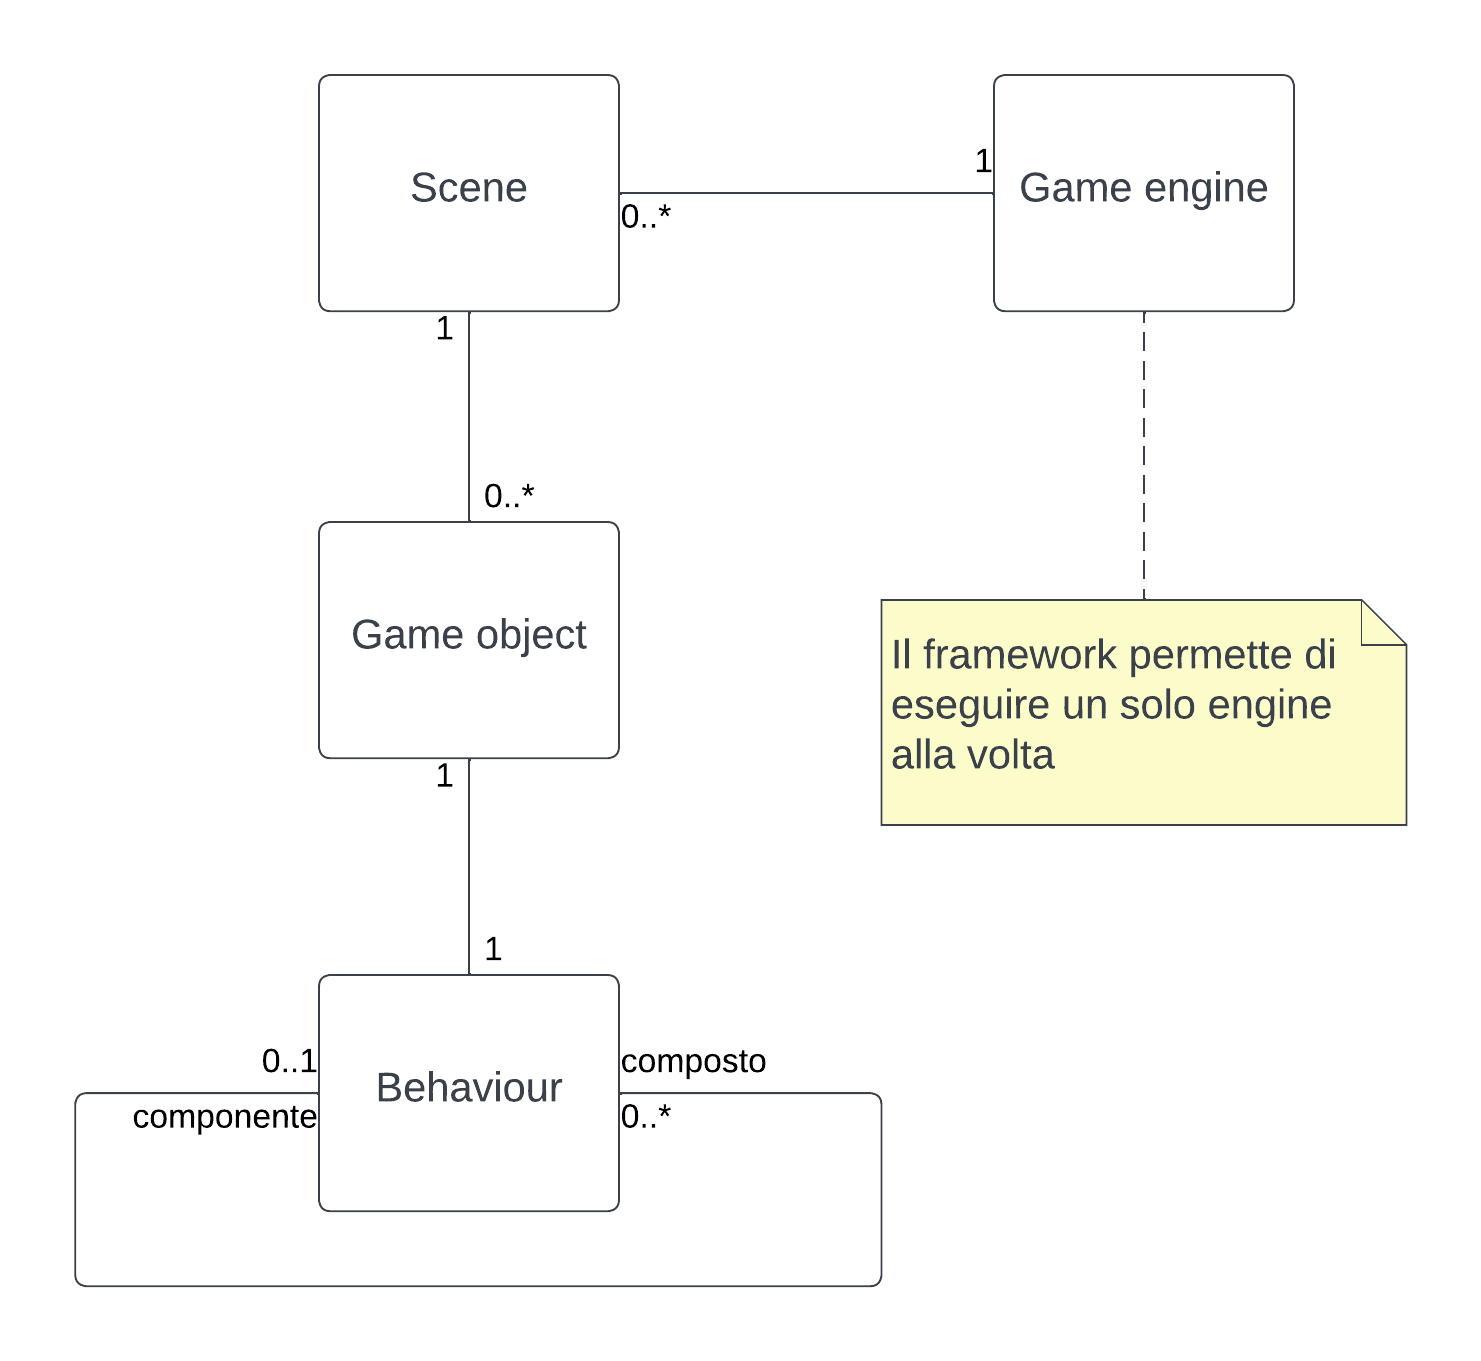 Scene
Game engine
1
0..*
1
0..*
Game object
Il framework permette di
eseguire un solo engine
alla volta
1
1
Behaviour
0..1
componente
composto
0..*